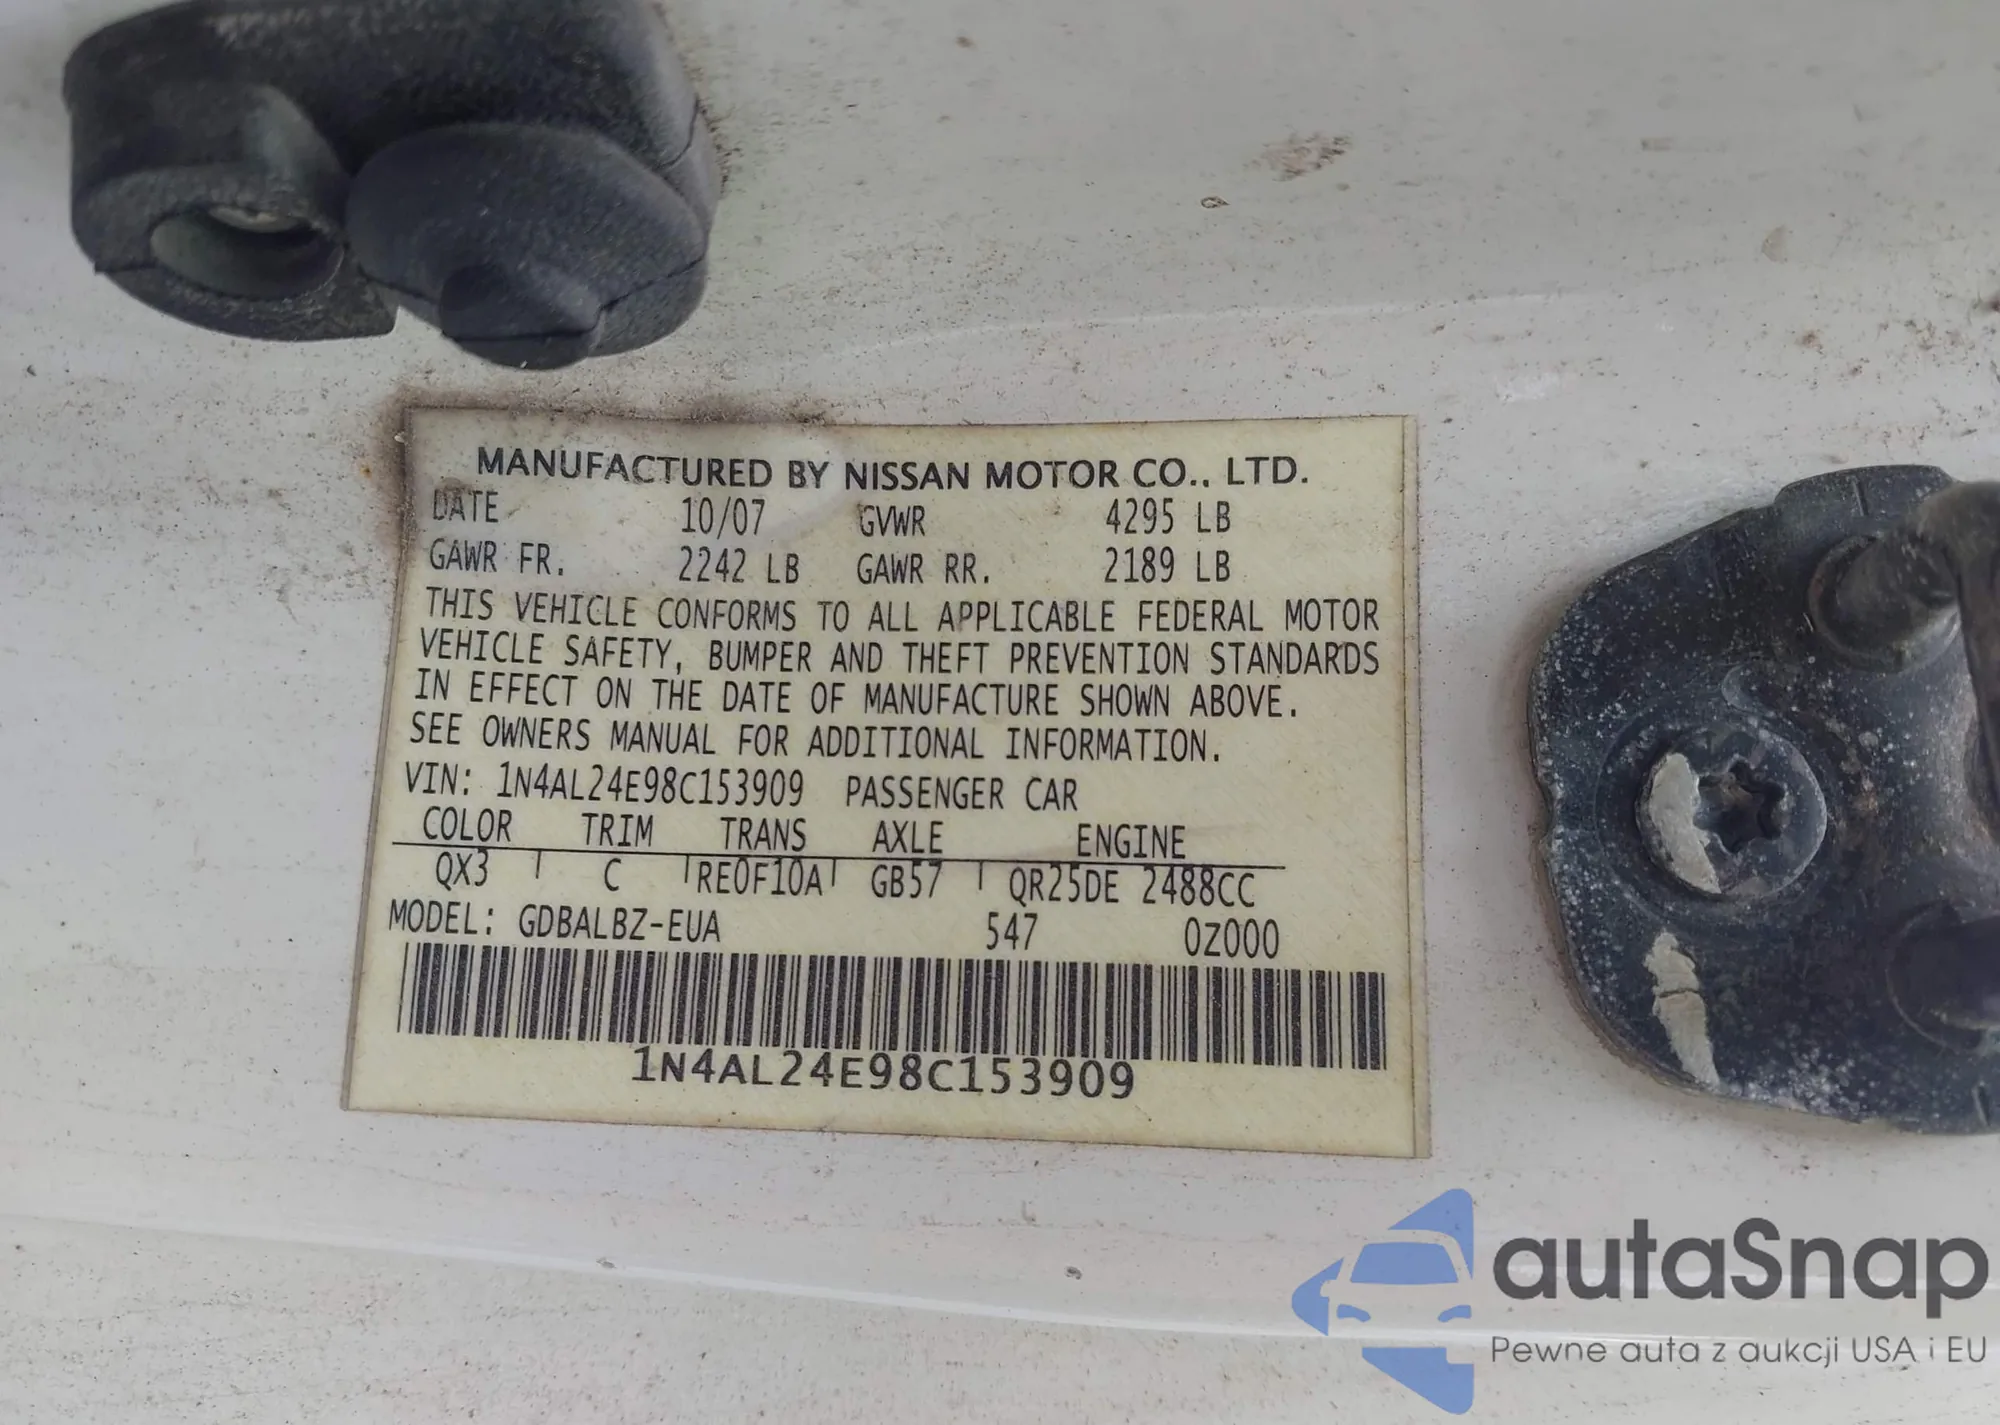 MANUFACTURED BY NISSAN MOTOR CO., LTD.
DATE 10/07 GVWR 4295 LB
GAWR FR. 2242 LB GAWR RR. 2189 LB
THIS VEHICLE CONFORMS TO ALL APPLICABLE FEDERAL MOTOR
VEHICLE SAFETY, BUMPER AND THEFT PREVENTION STANDARDS
IN EFFECT ON THE DATE OF MANUFACTURE SHOWN ABOVE.
SEE OWNERS MANUAL FOR ADDITIONAL INFORMATION.
VIN: 1N4AL24E98C153909 PASSENGER CAR
COLOR TRIM TRANS AXLE ENGINE
QX3 C RE0F10A GB57 QR25DE 2488CC
MODEL: GDBALBZ-EUA 547 0Z000
1N4AL24E98C153909
autaSnap
Pewne auta z aukcji USA i EU